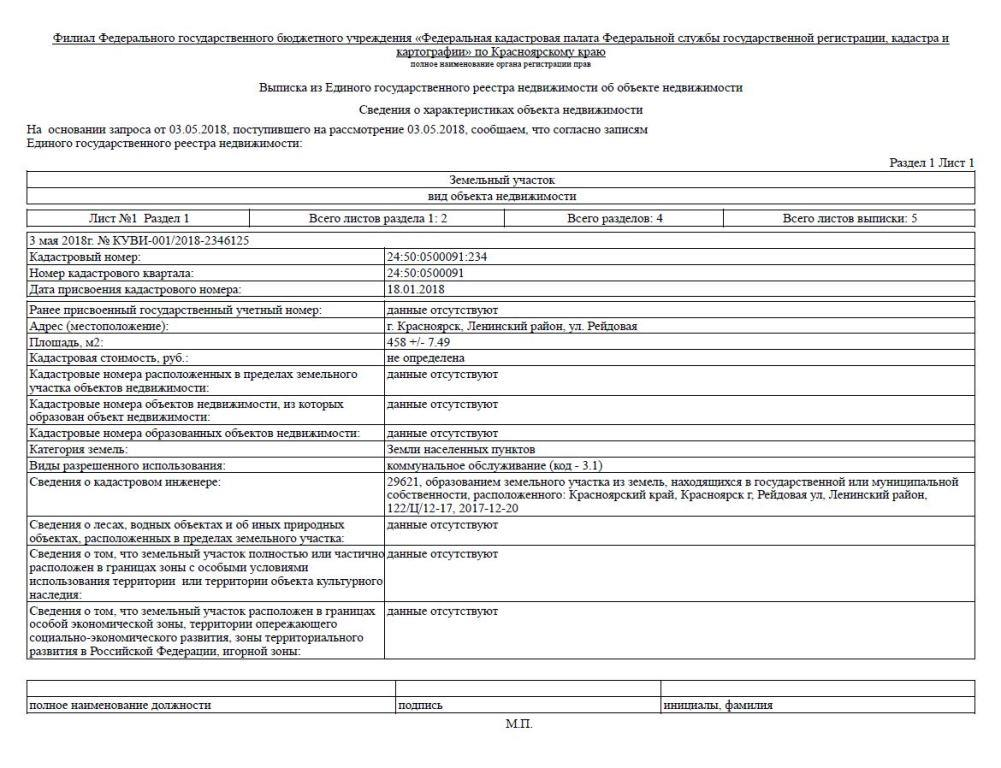 Филиал Федерального государственного бюджетного учреждения «Федеральная кадастровая палата Федеральной службы государственной регистрации, кадастра и
картографии» по Красноярскому краю
полное наименование органа регистрации прав
Выписка из Единого государственного реестра недвижимости об объекте недвижимости
Сведения о характеристиках объекта недвижимости
На основании запроса от 03.05.2018, поступившего на рассмотрение 03.05.2018, сообщаем, что согласно записям
Единого государственного реестра недвижимости:
Раздел 1 Лист 1
Земельный участок
вид объекта недвижимости
Лист №1 Раздел 1 Всего листов раздела 1: 2 Всего разделов: 4 Всего листов выписки: 5
3 мая 2018г. № КУВИ-001/2018-2346125
Кадастровый номер: 24:50:0500091:234
Номер кадастрового квартала: 24:50:0500091
Дата присвоения кадастрового номера: 18.01.2018
Ранее присвоенный государственный учетный номер: данные отсутствуют
Адрес (местоположение): г. Красноярск, Ленинский район, ул. Рейдовая
Площадь, м2: 458 +/- 7.49
Кадастровая стоимость, руб.: не определена
Кадастровые номера расположенных в пределах земельного данные отсутствуют
участка объектов недвижимости:
Кадастровые номера объектов недвижимости, из которых данные отсутствуют
образован объект недвижимости:
Кадастровые номера образованных объектов недвижимости: данные отсутствуют
Категория земель: Земли населенных пунктов
Виды разрешенного использования: коммунальное обслуживание (код - 3.1)
Сведения о кадастровом инженере: 29621, образованием земельного участка из земель, находящихся в государственной или муниципальной
собственности, расположенного: Красноярский край, Красноярск г, Рейдовая ул, Ленинский район,
122/Ц/12-17, 2017-12-20
Сведения о лесах, водных объектах и об иных природных данные отсутствуют
объектах, расположенных в пределах земельного участка:
Сведения о том, что земельный участок полностью или частично данные отсутствуют
расположен в границах зоны с особыми условиями
использования территории или территории объекта культурного
наследия:
Сведения о том, что земельный участок расположен в границах данные отсутствуют
особой экономической зоны, территории опережающего
социально-экономического развития, зоны территориального
развития в Российской Федерации, игорной зоны:
полное наименование должности подпись инициалы, фамилия
М.П.